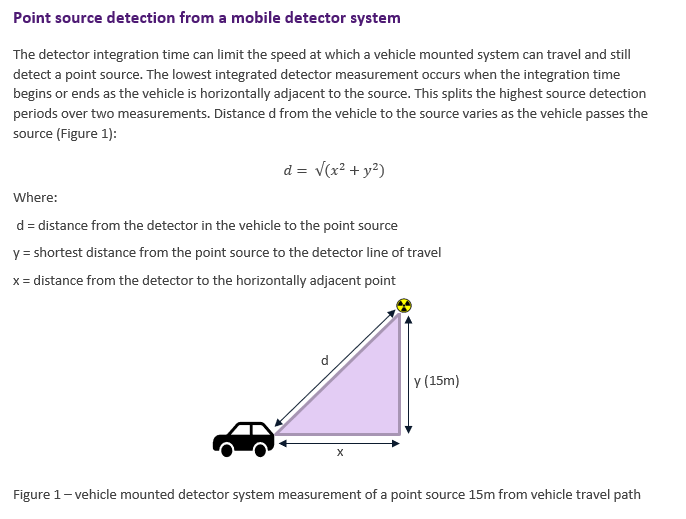 Point source detection from a mobile detector system
The detector integration time can limit the speed at which a vehicle mounted system can travel and still
detect a point source. The lowest integrated detector measurement occurs when the integration time
begins or ends as the vehicle is horizontally adjacent to the source. This splits the highest source detection
periods over two measurements. Distance d from the vehicle to the source varies as the vehicle passes the
source (Figure 1):
d = √(x² + y²)
Where:
d = distance from the detector in the vehicle to the point source
y = shortest distance from the point source to the detector line of travel
x = distance from the detector to the horizontally adjacent point
d
y (15m)
x
Figure 1 – vehicle mounted detector system measurement of a point source 15m from vehicle travel path